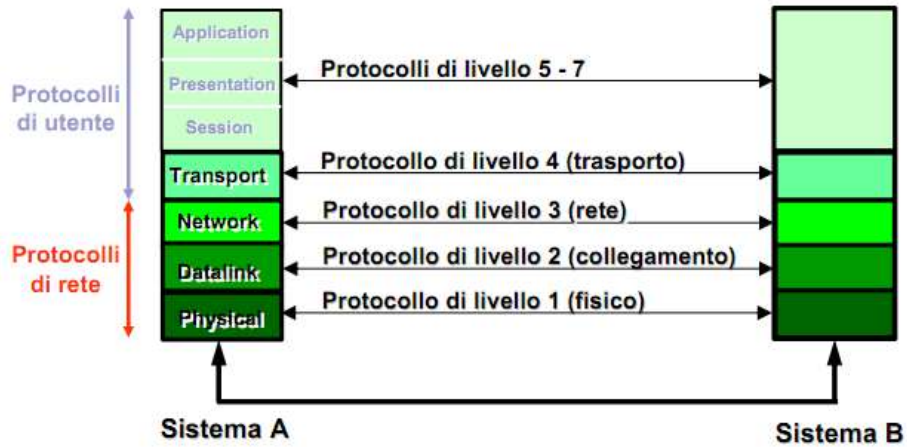 Application
Presentation
Session
Transport
Network
Datalink
Physical
Protocolli
di utente
Protocolli
di rete
Protocolli di livello 5 - 7
Protocollo di livello 4 (trasporto)
Protocollo di livello 3 (rete)
Protocollo di livello 2 (collegamento)
Protocollo di livello 1 (fisico)
Sistema A
Sistema B